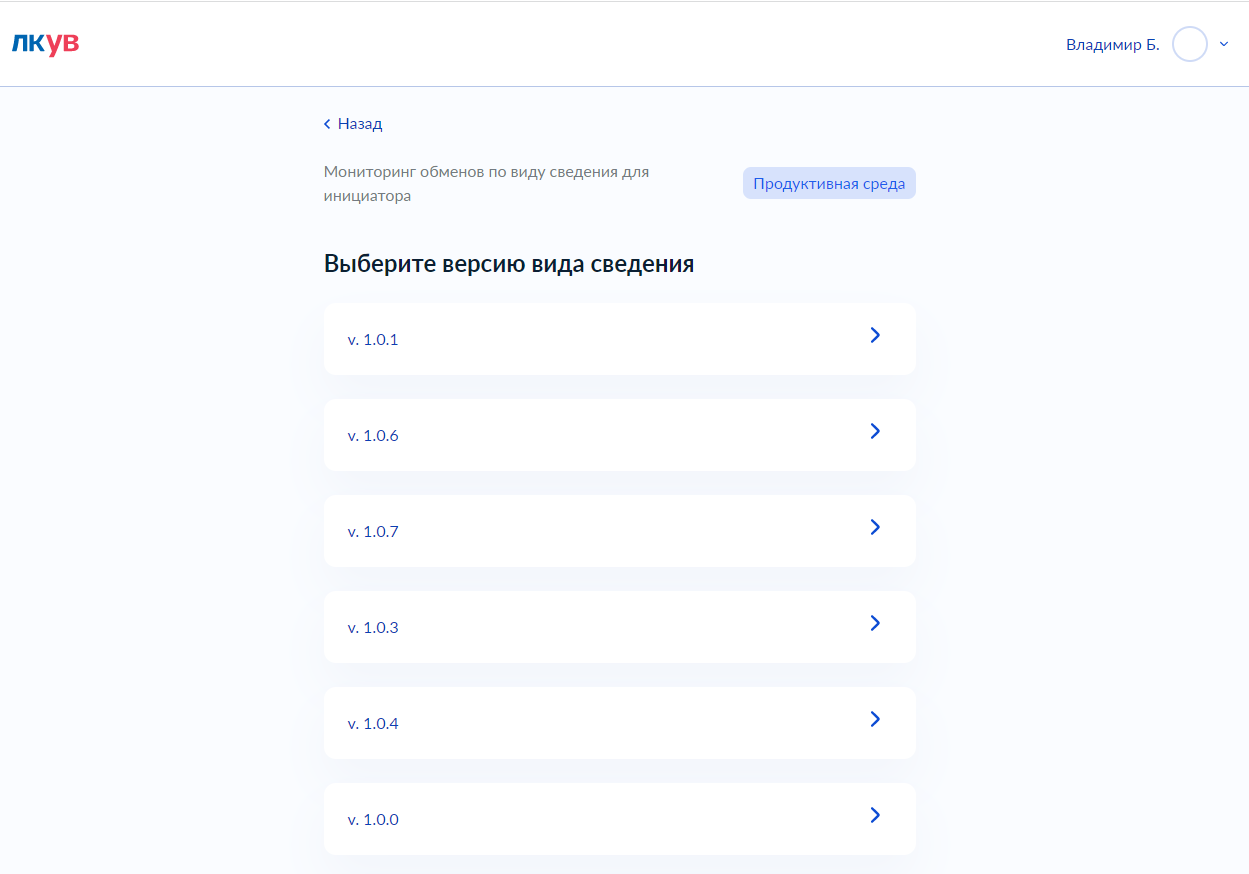 ЛКУВ
Владимир Б.
Назад
Мониторинг обменов по виду сведения для
инициатора
Продуктивная среда
Выберите версию вида сведения
v. 1.0.1
v. 1.0.6
v. 1.0.7
v. 1.0.3
v. 1.0.4
v. 1.0.0